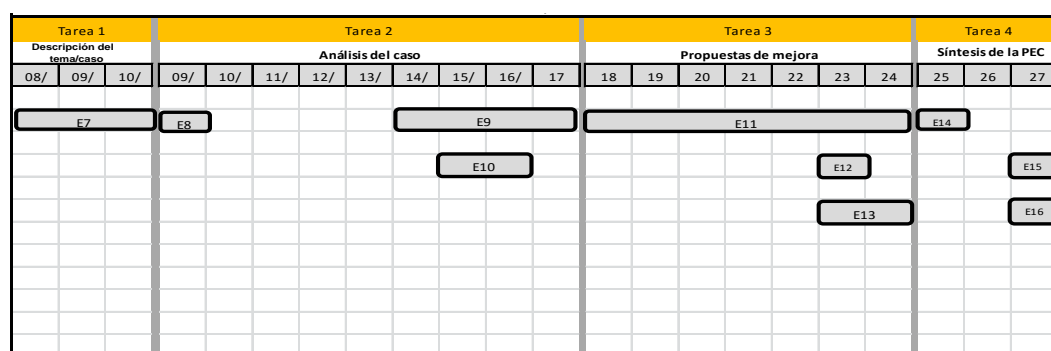 Tarea 1 Tarea 2 Tarea 3 Tarea 4
Descripción del
tema/caso
Análisis del caso Propuestas de mejora Síntesis de la PEC
08/ 09/ 10/ 09/ 10/ 11/ 12/ 13/ 14/ 15/ 16/ 17 18 19 20 21 22 23 24 25 26 27
E7 E8 E9 E11 E14
E10 E12 E15
E13 E16